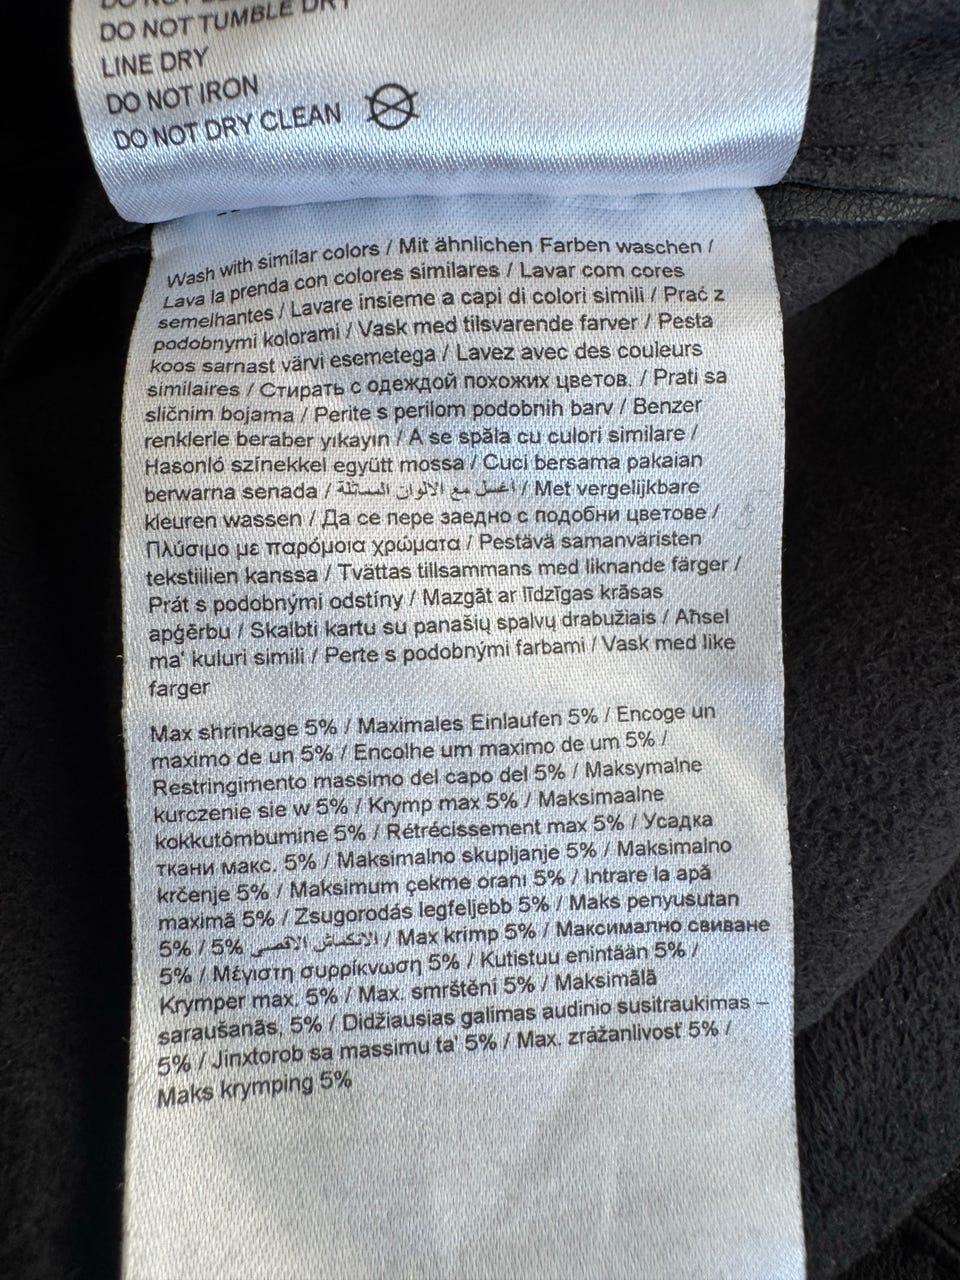 DO NOT TUMBLE DRY
LINE DRY
DO NOT IRON
DO NOT DRY CLEAN
Wash with similar colors / Mit ähnlichen Farben waschen /
Lava la prenda con colores similares / Lavar com cores
semelhantes / Lavare insieme a capi di colori simili / Prać z
podobnymi kolorami / Vask med tilsvarende farver / Pesta
koos sarnast värvi esemetega / Lavez avec des couleurs
similaires / Стирать с одеждой похожих цветов. / Prati sa
sličnim bojama / Perite s perilom podobnih barv / Benzer
renklerle beraber yıkayın / A se spăla cu culori similare /
Hasonló színekkel együtt mossa / Cuci bersama pakaian
berwarna senada / اغسل مع الالوان المماثلة / Met vergelijkbare
kleuren wassen / Да се пере заедно с подобни цветове /
Πλύσιμο με παρόμοια χρώματα / Pestävä samanväristen
tekstiilien kanssa / Tvättas tillsammans med liknande färger /
Prát s podobnými odstíny / Mazgāt ar līdzīgas krāsas
apģērbu / Skalbti kartu su panašių spalvų drabužiais / Aħsel
ma' kuluri simili / Perte s podobnými farbami / Vask med like
farger
Max shrinkage 5% / Maximales Einlaufen 5% / Encoge un
maximo de un 5% / Encolhe um maximo de um 5% /
Restringimento massimo del capo del 5% / Maksymalne
kurczenie sie w 5% / Krymp max 5% / Maksimaalne
kokkutõmbumine 5% / Rétrécissement max 5% / Усадка
ткани макс. 5% / Maksimalno skupljanje 5% / Maksimalno
krčenje 5% / Maksimum çekme oranı 5% / Intrare la apă
maximă 5% / Zsugorodás legfeljebb 5% / Maks penyusutan
5% / 5% الانكماش الاقصى / Max krimp 5% / Максимално свиване
5% / Μέγιστη συρρίκνωση 5% / Kutistuu enintään 5% /
Krymper max. 5% / Max. smrštění 5% / Maksimālā
saraušanās, 5% / Didžiausias galimas audinio susitraukimas –
5% / Jinxtorob sa massimu ta' 5% / Max. zrážanlivosť 5% /
Maks krymping 5%